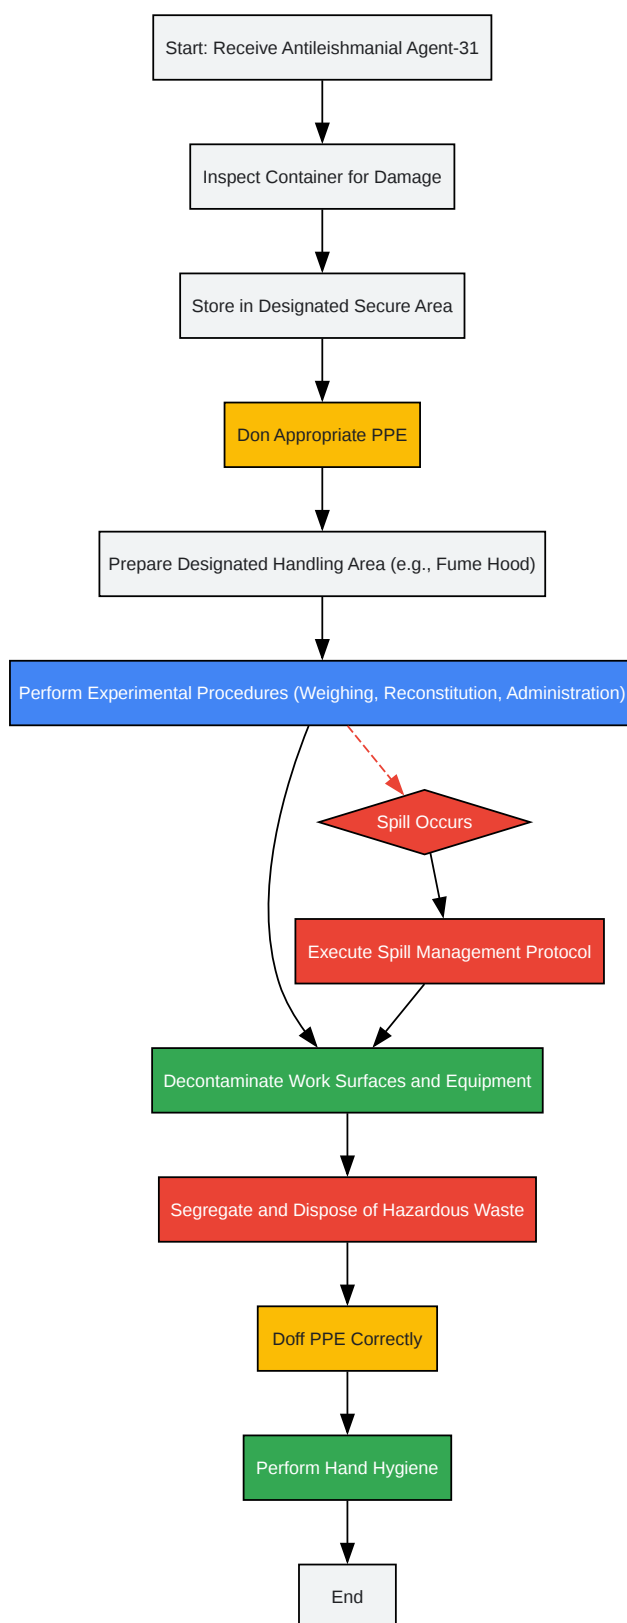 Start: Receive Antileishmanial Agent-31
Inspect Container for Damage
Store in Designated Secure Area
Don Appropriate PPE
Prepare Designated Handling Area (e.g., Fume Hood)
Perform Experimental Procedures (Weighing, Reconstitution, Administration)
Spill Occurs
Execute Spill Management Protocol
Decontaminate Work Surfaces and Equipment
Segregate and Dispose of Hazardous Waste
Doff PPE Correctly
Perform Hand Hygiene
End